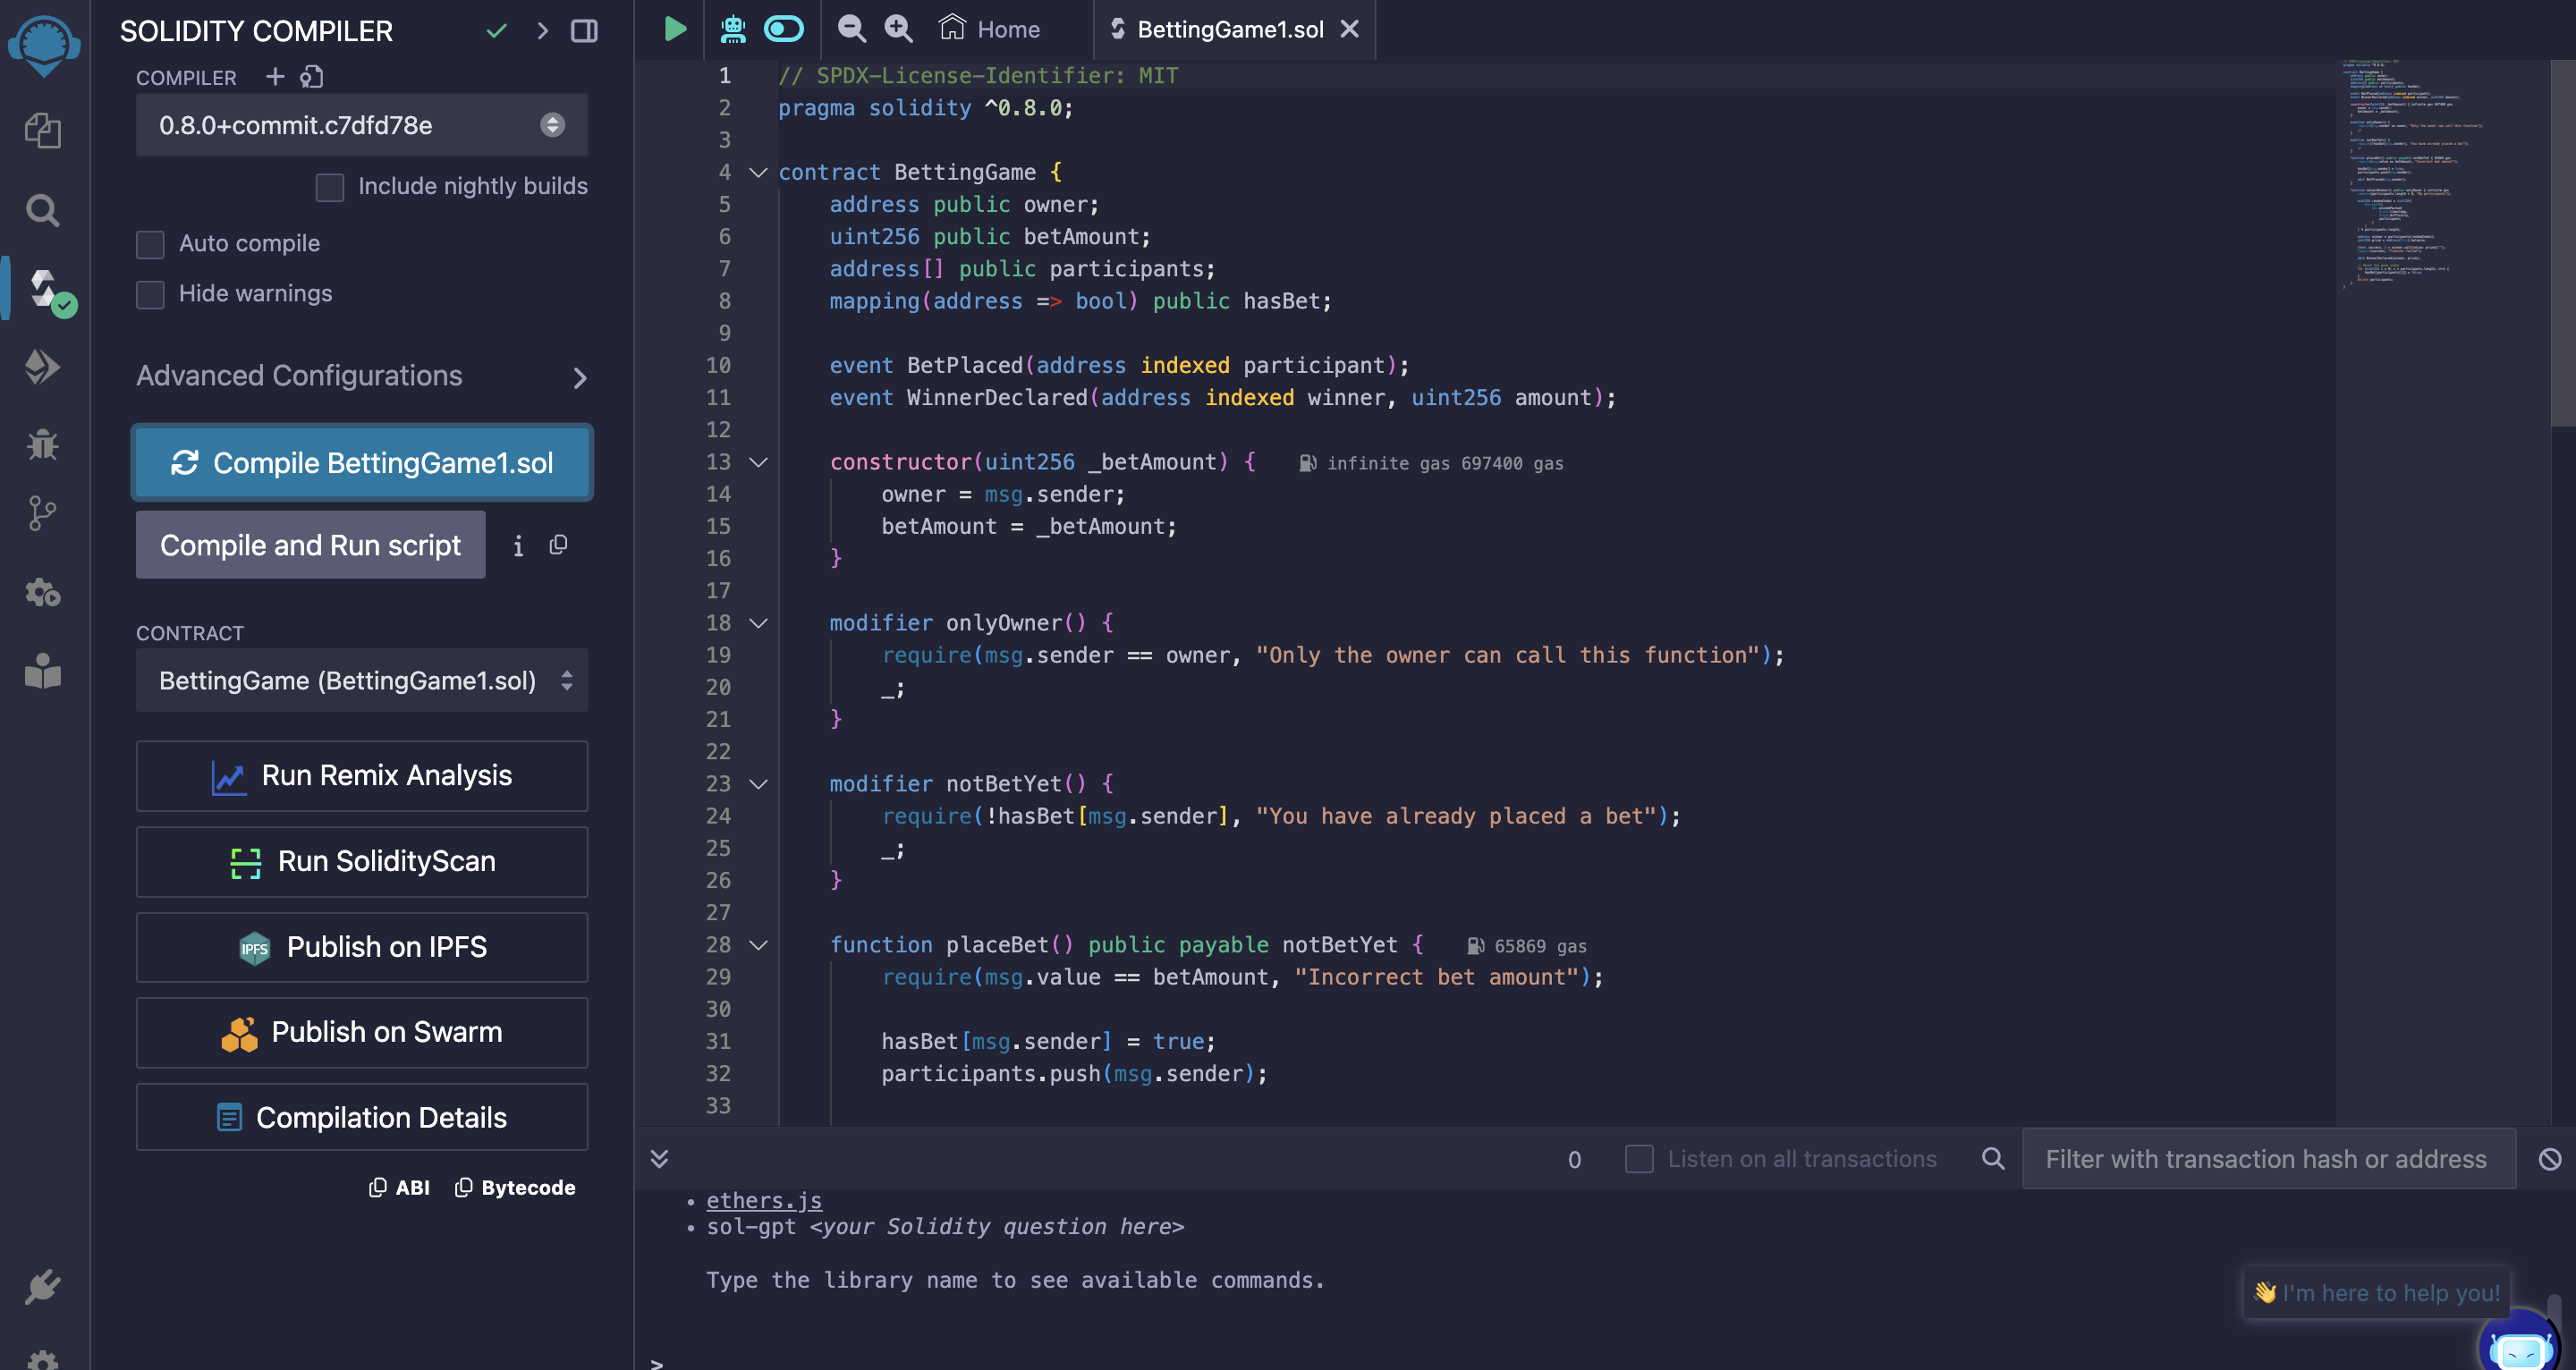 SOLIDITY COMPILER
COMPILER
0.8.0+commit.c7dfd78e
Include nightly builds
Auto compile
Hide warnings
Advanced Configurations
Compile BettingGame1.sol
Compile and Run script
i
CONTRACT
BettingGame (BettingGame1.sol)
Run Remix Analysis
Run SolidityScan
IPFS
Publish on IPFS
Publish on Swarm
Compilation Details
ABI
Bytecode
Home
BettingGame1.sol
1 // SPDX-License-Identifier: MIT
2 pragma solidity ^0.8.0;
3
4 contract BettingGame {
5 address public owner;
6 uint256 public betAmount;
7 address[] public participants;
8 mapping(address => bool) public hasBet;
9
10 event BetPlaced(address indexed participant);
11 event WinnerDeclared(address indexed winner, uint256 amount);
12
13 constructor(uint256 _betAmount) { infinite gas 697400 gas
14 owner = msg.sender;
15 betAmount = _betAmount;
16 }
17
18 modifier onlyOwner() {
19 require(msg.sender == owner, "Only the owner can call this function");
20 _;
21 }
22
23 modifier notBetYet() {
24 require(!hasBet[msg.sender], "You have already placed a bet");
25 _;
26 }
27
28 function placeBet() public payable notBetYet { 65869 gas
29 require(msg.value == betAmount, "Incorrect bet amount");
30
31 hasBet[msg.sender] = true;
32 participants.push(msg.sender);
33
0
Listen on all transactions
Filter with transaction hash or address
• ethers.js
• sol-gpt <your Solidity question here>
Type the library name to see available commands.
>
👋 I'm here to help you!